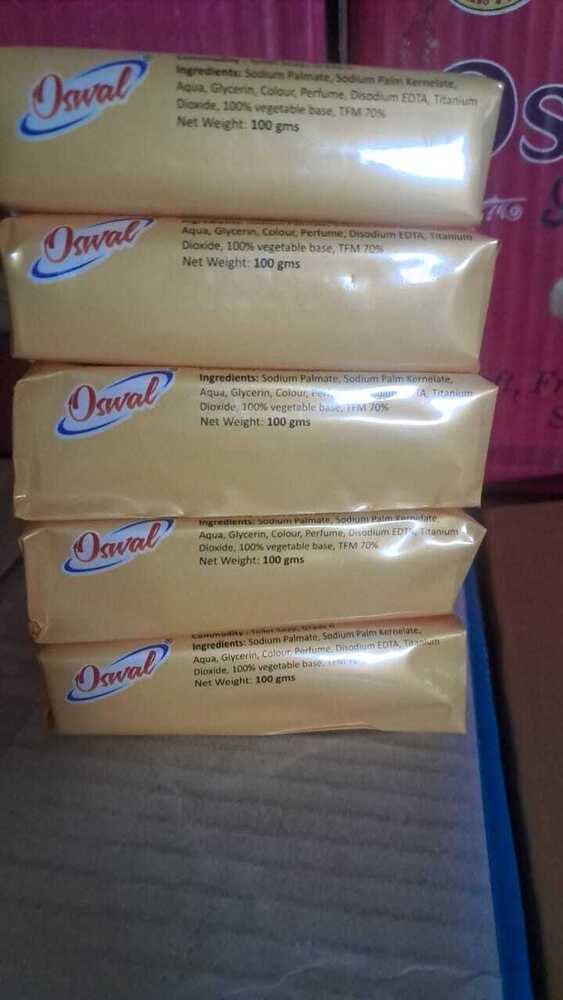 Oswal
Ingredients: Sodium Palmate, Sodium Palm Kernelate,
Aqua, Glycerin, Colour, Perfume, Disodium EDTA, Titanium
Dioxide, 100% vegetable base, TFM 70%
Net Weight: 100 gms
Oswal
Aqua, Glycerin, Colour, Perfume, Disodium EDTA, Titanium
Dioxide, 100% vegetable base, TFM 70%
Net Weight: 100 gms
Oswal
Ingredients: Sodium Palmate, Sodium Palm Kernelate,
Aqua, Glycerin, Colour, Titanium
Dioxide, 100% vegetable base, TFM 70%
Net Weight: 100 gms
Oswal
Ingredients: Sodium Palmate, Sodium Palm Kernelate,
Aqua, Glycerin, Colour, Perfume, Disodium EDTA, Titanium
Dioxide, 100% vegetable base, TFM 70%
Net Weight: 100 gms
Oswal
Commodity : Toilet Soap,
Ingredients: Sodium Palmate, Sodium Palm Kernelate,
Aqua, Glycerin, Colour, Perfume, Disodium EDTA, Titanium
Dioxide, 100% vegetable base,
Net Weight: 100 gms